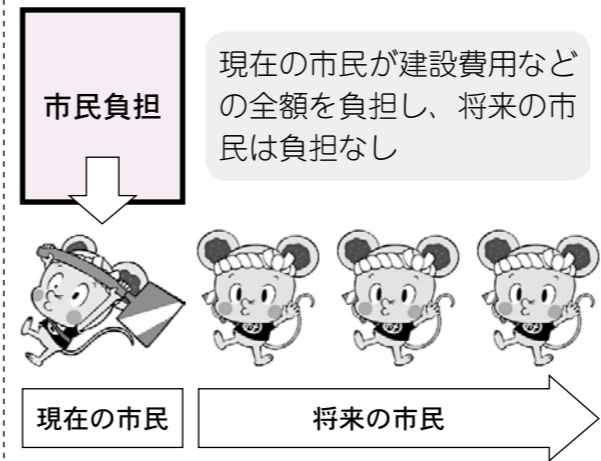 市民負担
現在の市民が建設費用など
の全額を負担し、将来の市
民は負担なし
現在の市民
将来の市民